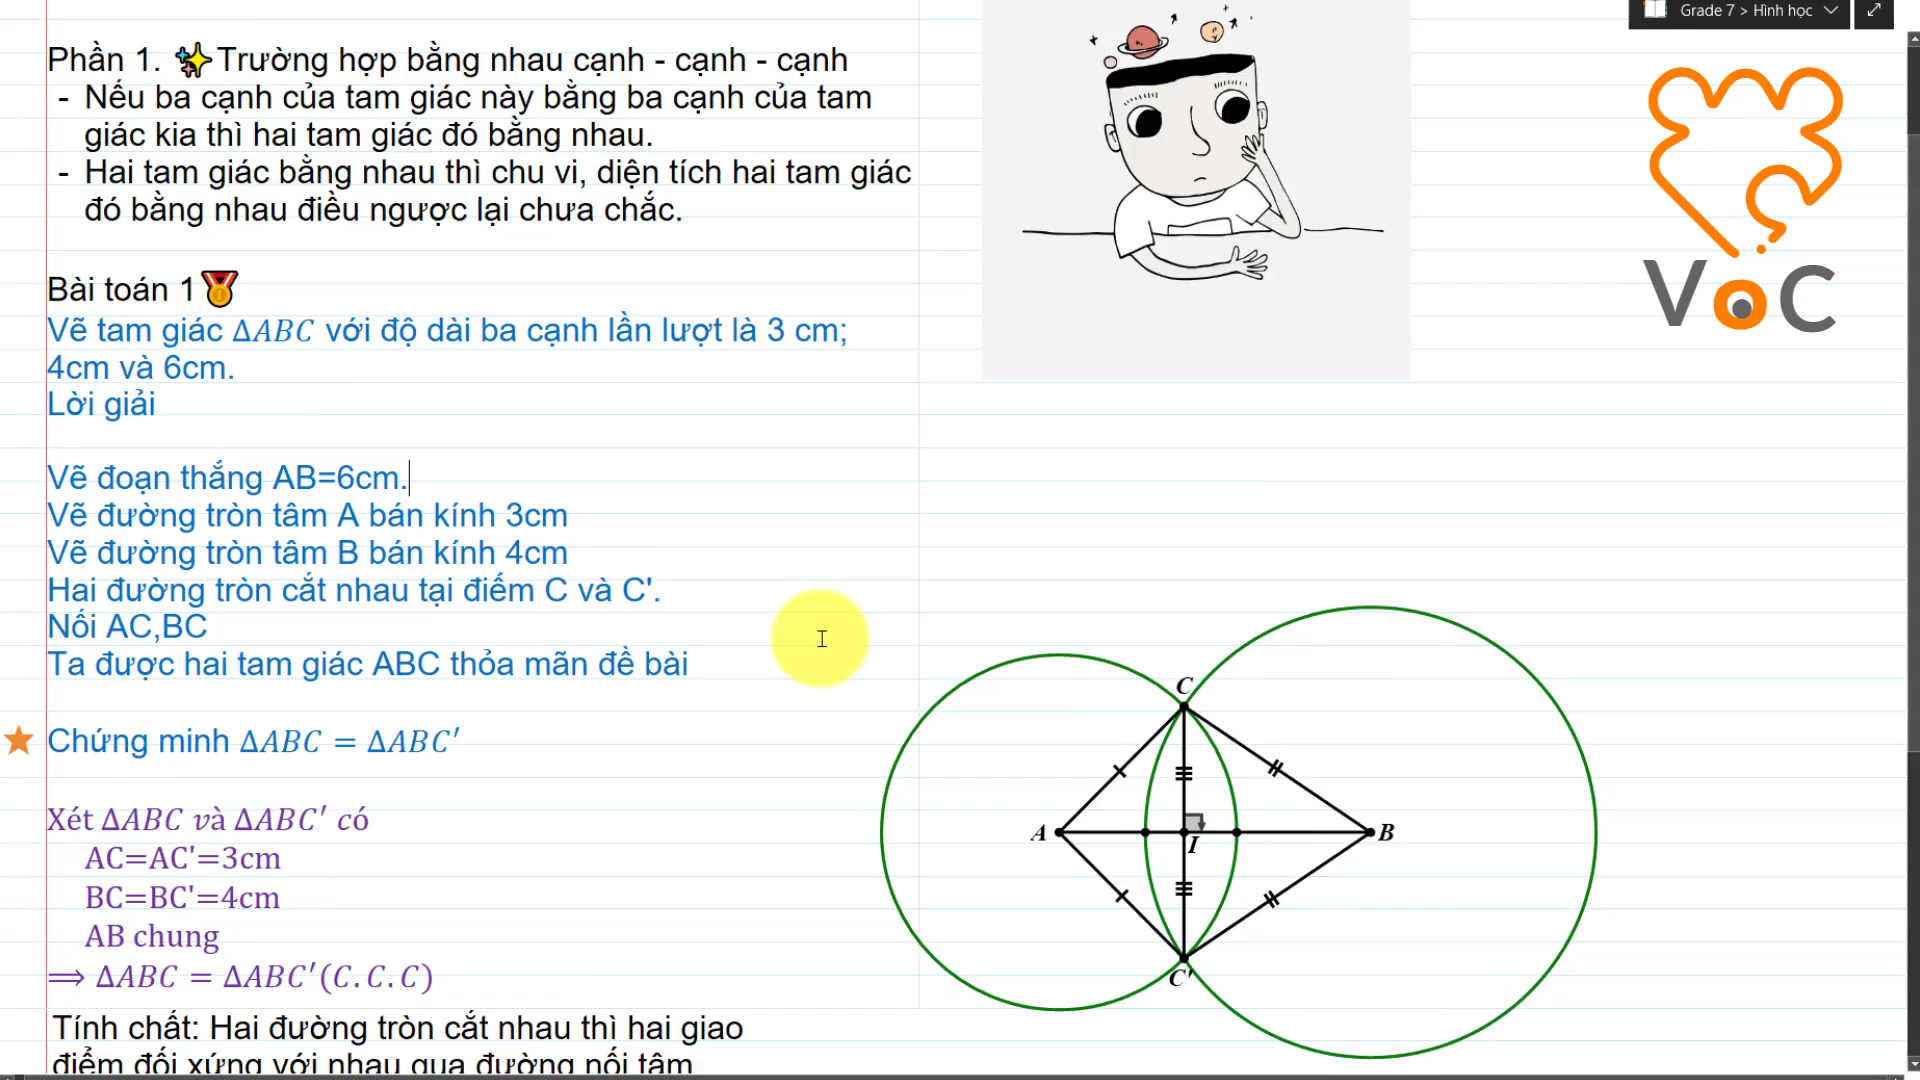 Grade 7 > Hình học
Phần 1. ✨Trường hợp bằng nhau cạnh - cạnh - cạnh
- Nếu ba cạnh của tam giác này bằng ba cạnh của tam
giác kia thì hai tam giác đó bằng nhau.
- Hai tam giác bằng nhau thì chu vi, diện tích hai tam giác
đó bằng nhau điều ngược lại chưa chắc.
VoC
Bài toán 1🏅
Vẽ tam giác ΔABC với độ dài ba cạnh lần lượt là 3 cm;
4cm và 6cm.
Lời giải
Vẽ đoạn thẳng AB=6cm.
Vẽ đường tròn tâm A bán kính 3cm
Vẽ đường tròn tâm B bán kính 4cm
Hai đường tròn cắt nhau tại điểm C và C'.
Nối AC,BC
Ta được hai tam giác ABC thỏa mãn đề bài
Chứng minh ΔABC = ΔABC′
Xét ΔABC và ΔABC′ có
AC=AC'=3cm
BC=BC'=4cm
AB chung
⟹ ΔABC = ΔABC′(C.C.C)
Tính chất: Hai đường tròn cắt nhau thì hai giao
điểm đối xứng với nhau qua đường nối tâm
C
A
I
B
C'